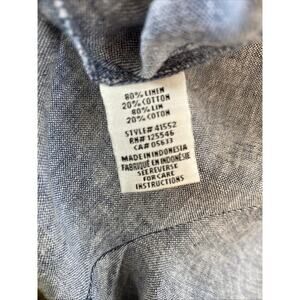 80% LINEN
20% COTTON
80% LIN
20% COTTON
STYLE# 41552
RN# 125546
CA# 05633
MADE IN INDONESIA
FABRIQUÉ EN INDONÉSIE
SEE REVERSE
FOR CARE
INSTRUCTIONS